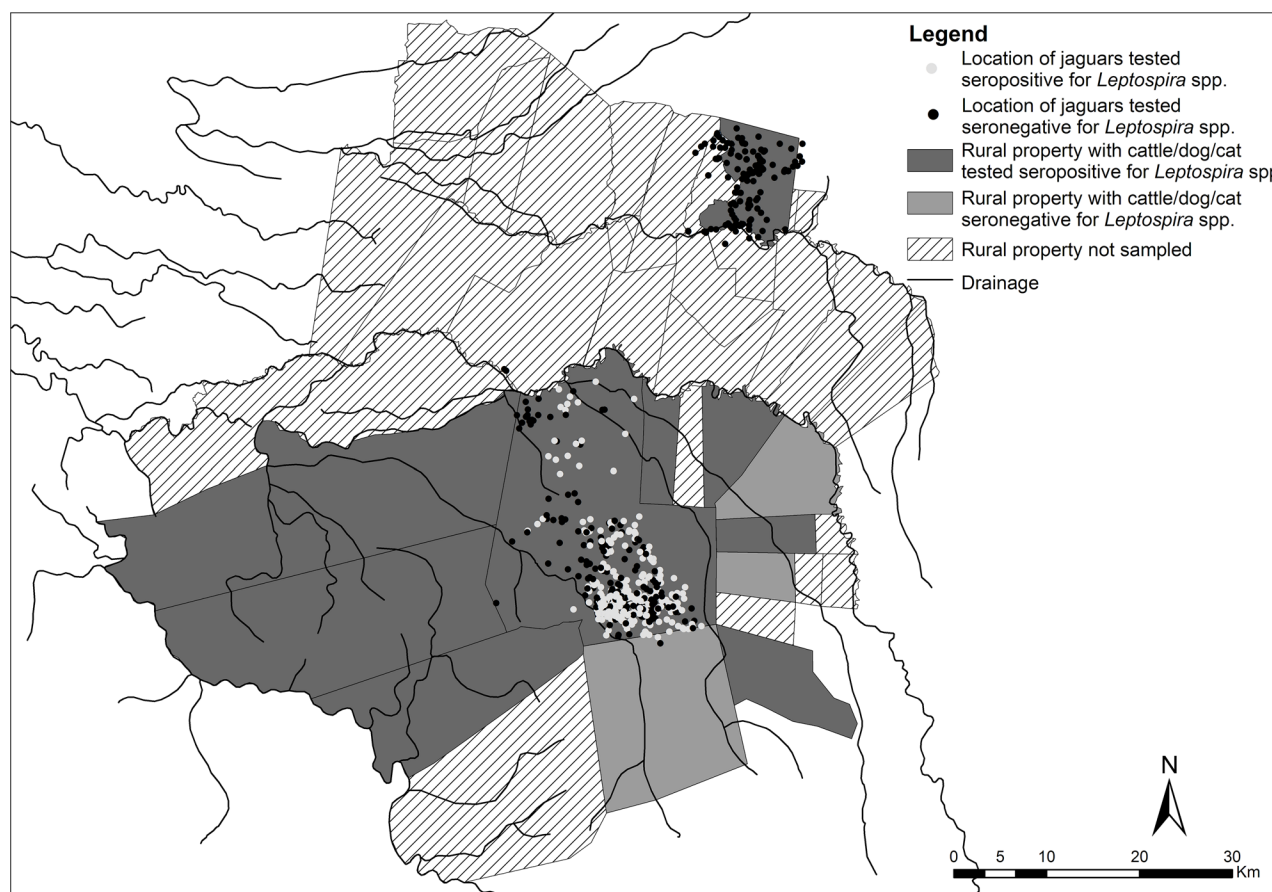 Legend
Location of jaguars tested
seropositive for Leptospira spp.
Location of jaguars tested
seronegative for Leptospira spp.
Rural property with cattle/dog/cat
tested seropositive for Leptospira spp
Rural property with cattle/dog/cat
seronegative for Leptospira spp.
Rural property not sampled
Drainage
N
0 5 10 20 30
Km